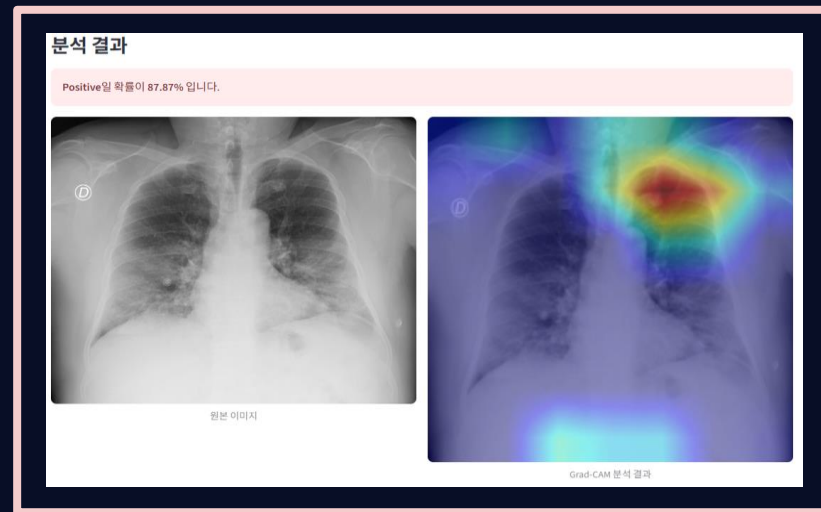 분석 결과
Positive일 확률이 87.87% 입니다.
D
D
원본 이미지
Grad-CAM 분석 결과